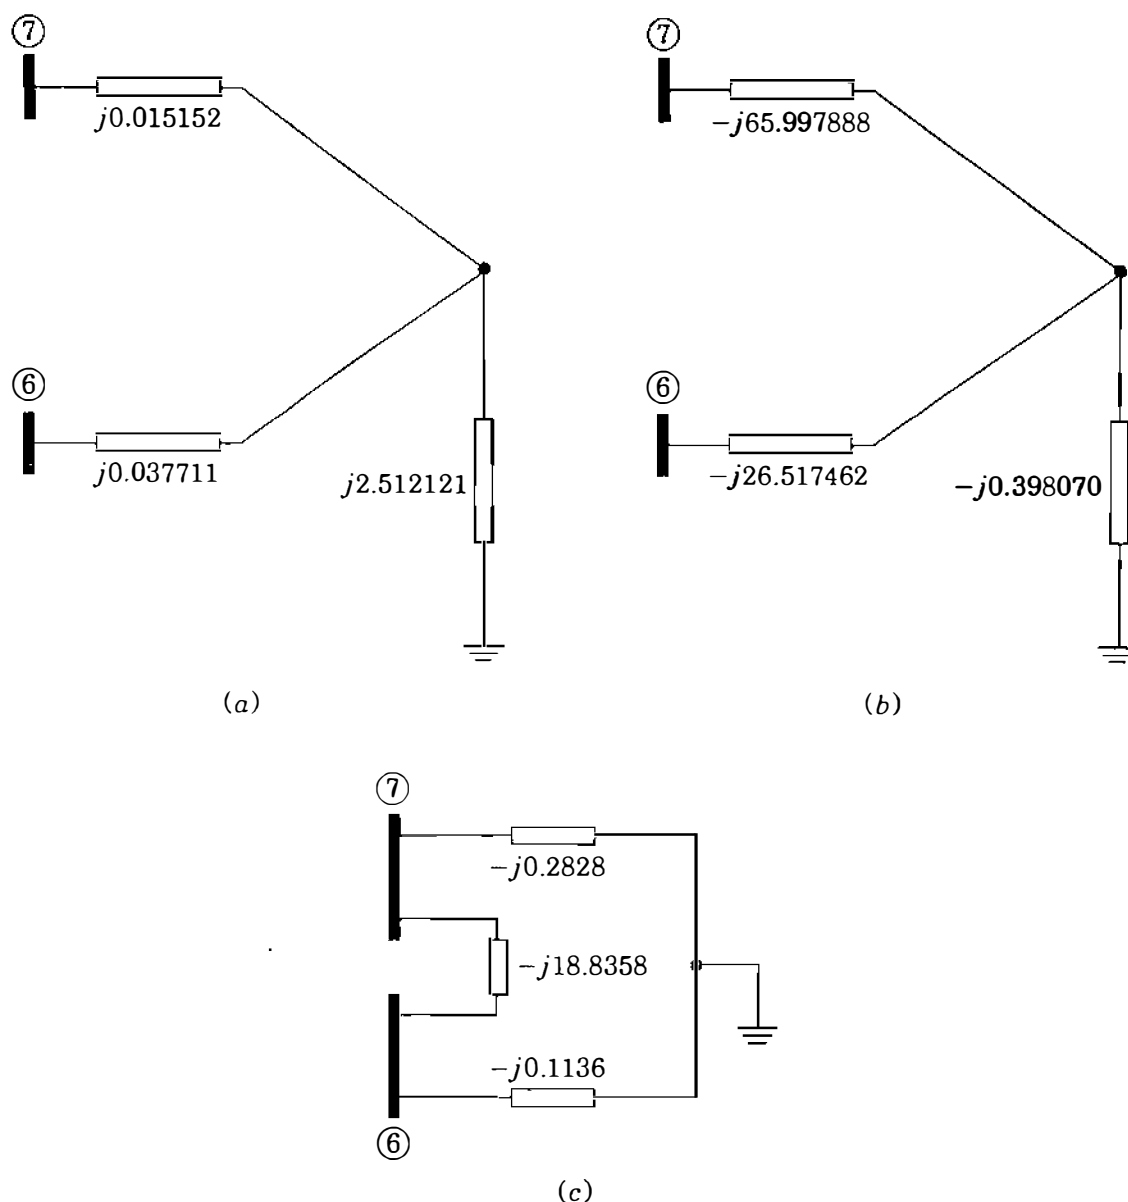 ⑦
j0.015152
⑥
j0.037711
j2.512121
(a)
⑦
−j65.997888
⑥
−j26.517462
−j0.398070
(b)
⑦
−j0.2828
−j18.8358
−j0.1136
⑥
(c)